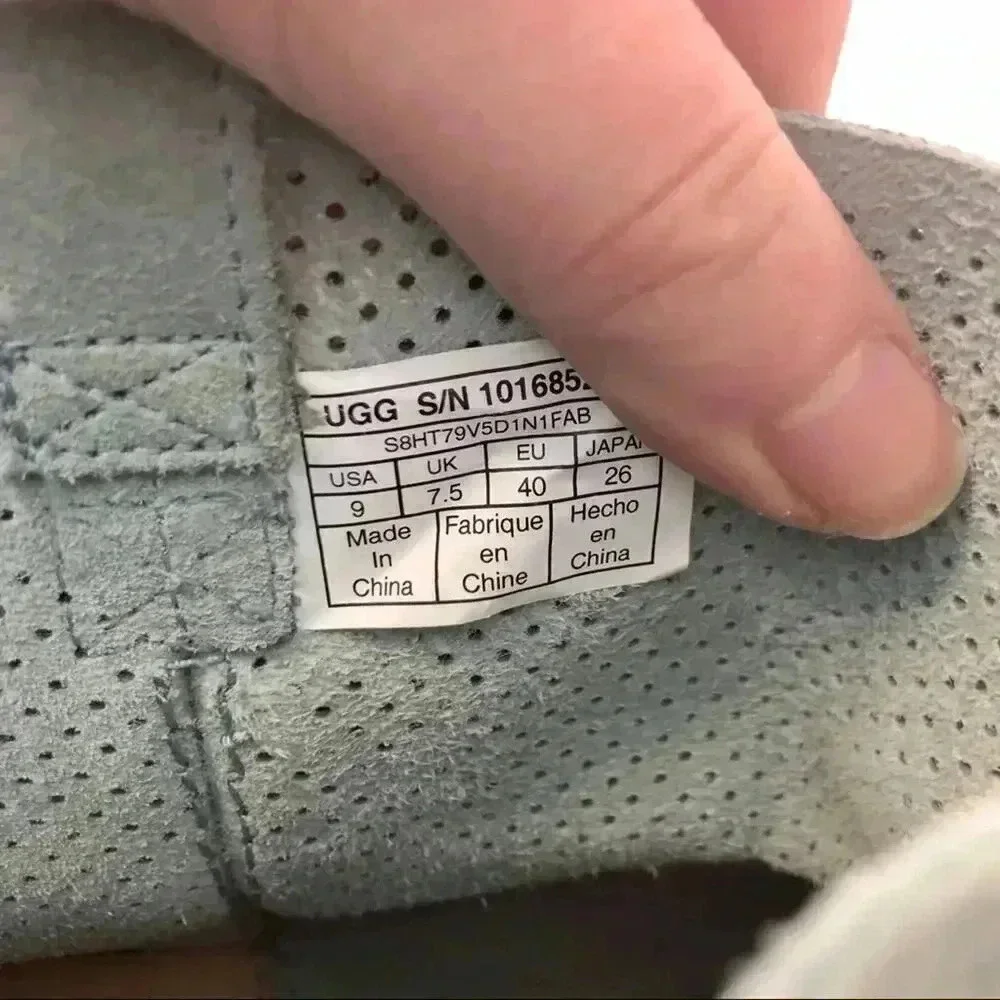 UGG S/N 101685
S8HT79V5D1N1FAB
USA UK EU JAPA
9 7.5 40 26
Made Fabrique Hecho
In en en
China Chine China